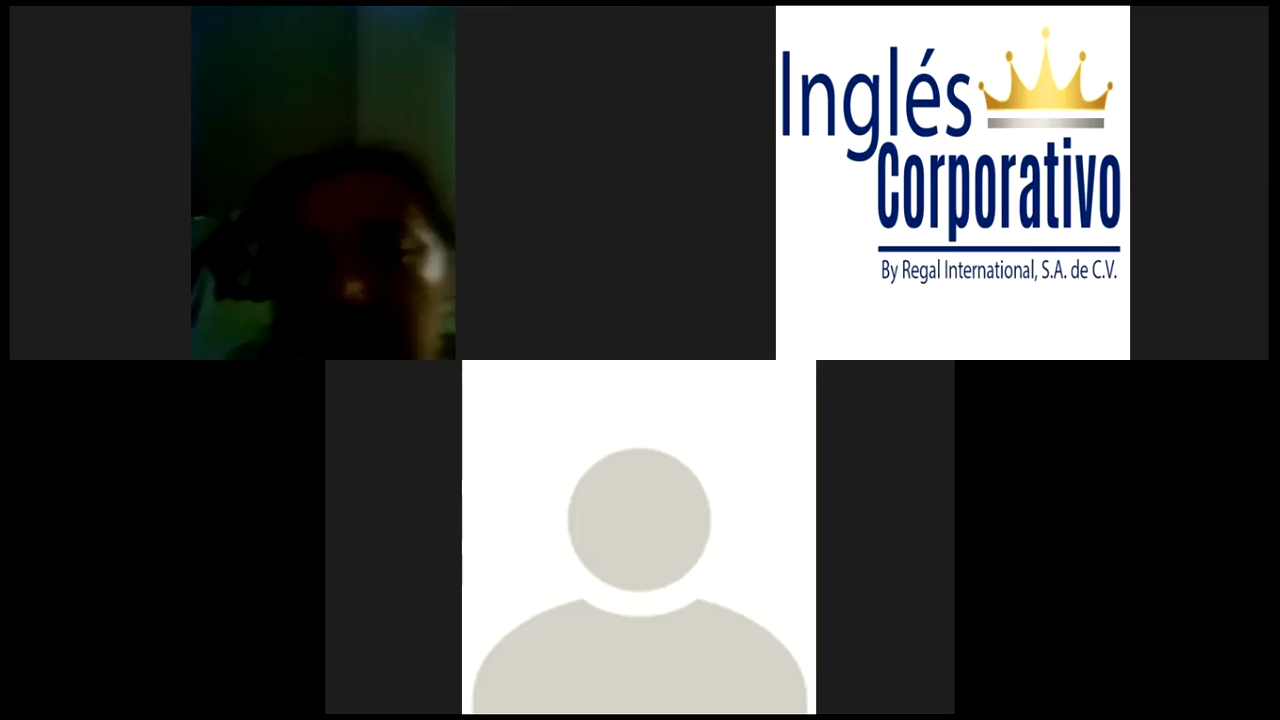 Inglés
Corporativo
By Regal International, S.A. de C.V.